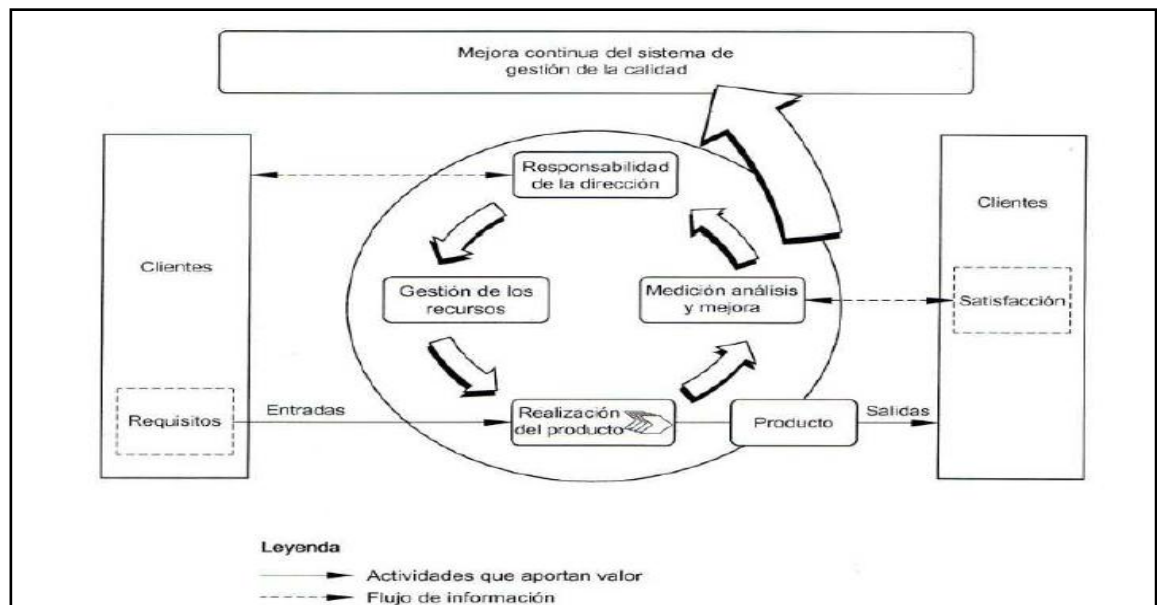 Mejora continua del sistema de
gestión de la calidad
Responsabilidad
de la dirección
Clientes
Clientes
Gestión de los
recursos
Medición análisis
y mejora
Satisfacción
Requisitos
Entradas
Realización
del producto
Producto
Salidas
Leyenda
Actividades que aportan valor
Flujo de información